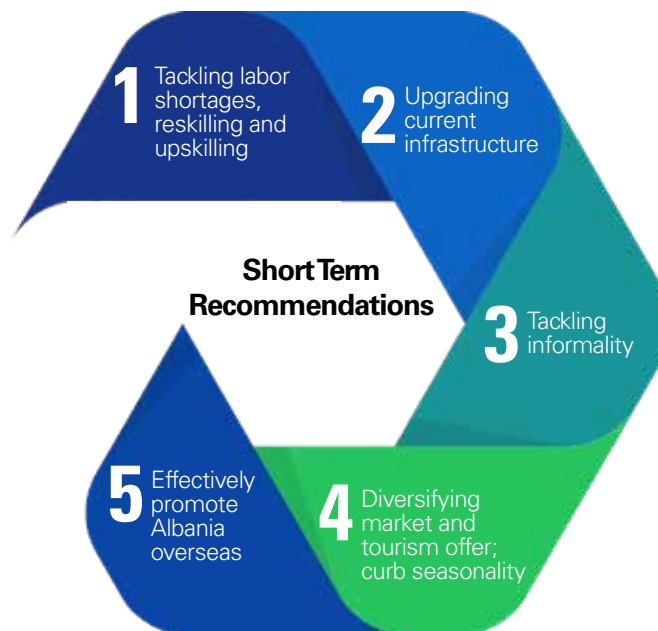 1
Tackling labor
shortages,
reskilling and
upskilling
2
Upgrading
current
infrastructure
Short Term
Recommendations
3
Tackling
informality
4
Diversifying
market and
tourism offer;
curb seasonality
5
Effectively
promote
Albania
overseas